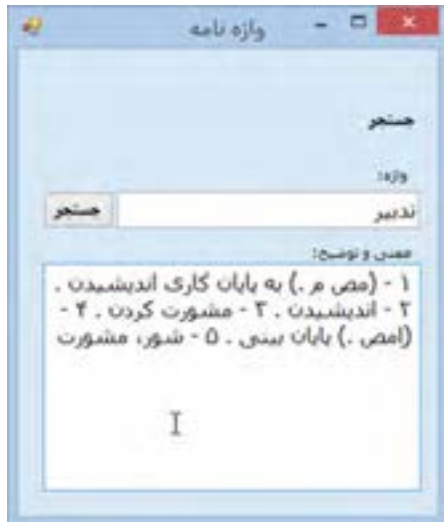 واژه نامه
جستجو
واژه:
تدبیر
جستجو
معنی و توضیح:
۱ - (مص م .) به پایان کاری اندیشیدن .
۲ - اندیشیدن . ۳ - مشورت کردن . ۴ -
(امص .) پایان بینی . ۵ - شور، مشورت